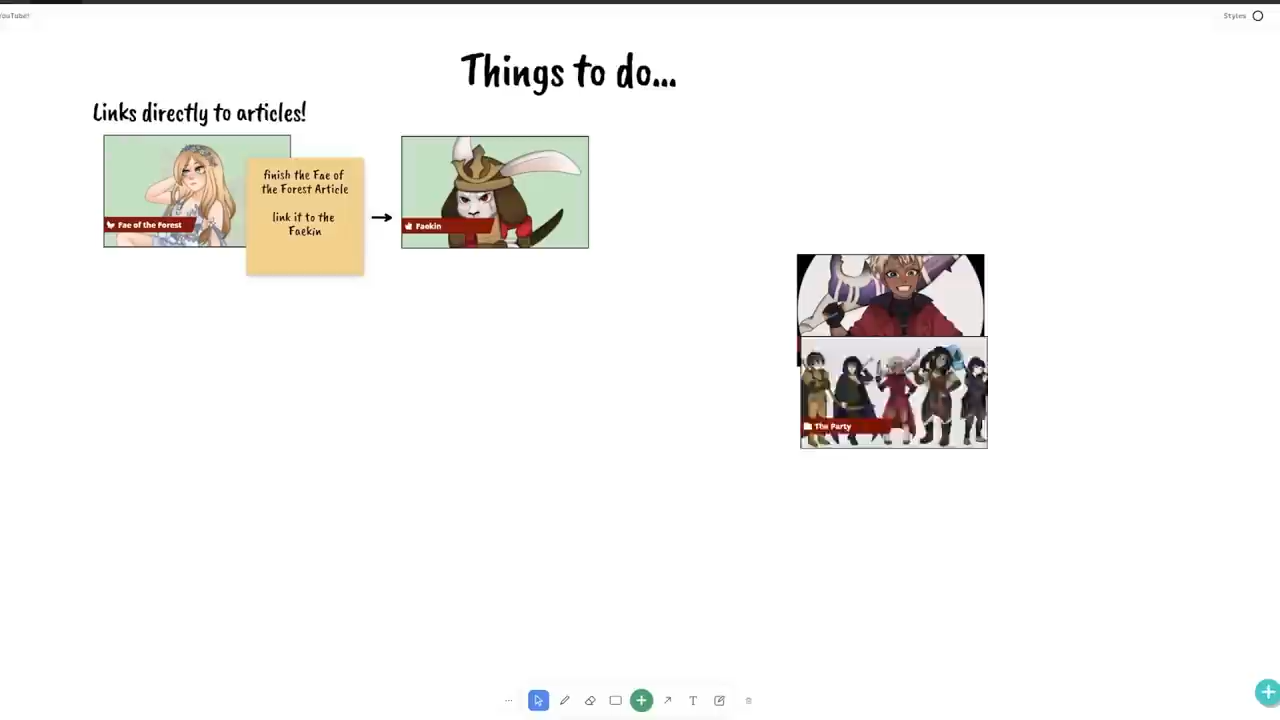 YouTube!
Styles
Things to do...
Links directly to articles!
Fae of the Forest
finish the Fae of
the Forest Article
link it to the
Faekin
Faekin
The Party